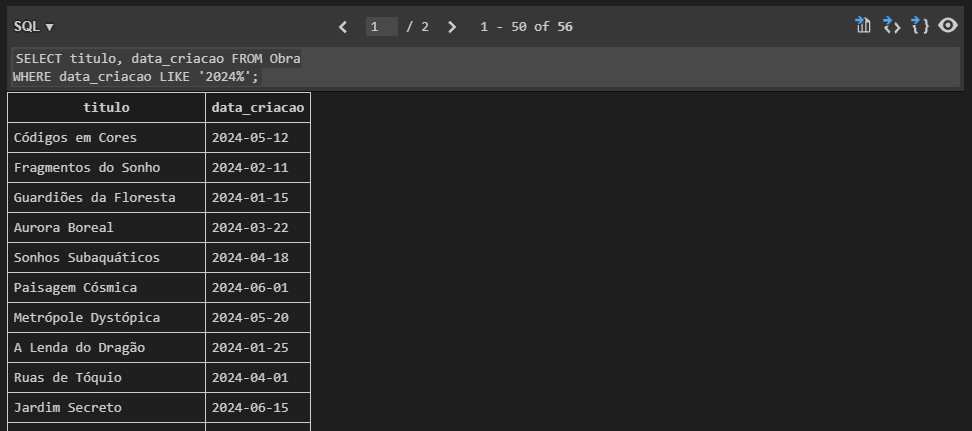 SQL ▼ 1 / 2 1 - 50 of 56
SELECT titulo, data_criacao FROM Obra
WHERE data_criacao LIKE '2024%';
titulo data_criacao
Códigos em Cores 2024-05-12
Fragmentos do Sonho 2024-02-11
Guardiões da Floresta 2024-01-15
Aurora Boreal 2024-03-22
Sonhos Subaquáticos 2024-04-18
Paisagem Cósmica 2024-06-01
Metrópole Dystópica 2024-05-20
A Lenda do Dragão 2024-01-25
Ruas de Tóquio 2024-04-01
Jardim Secreto 2024-06-15